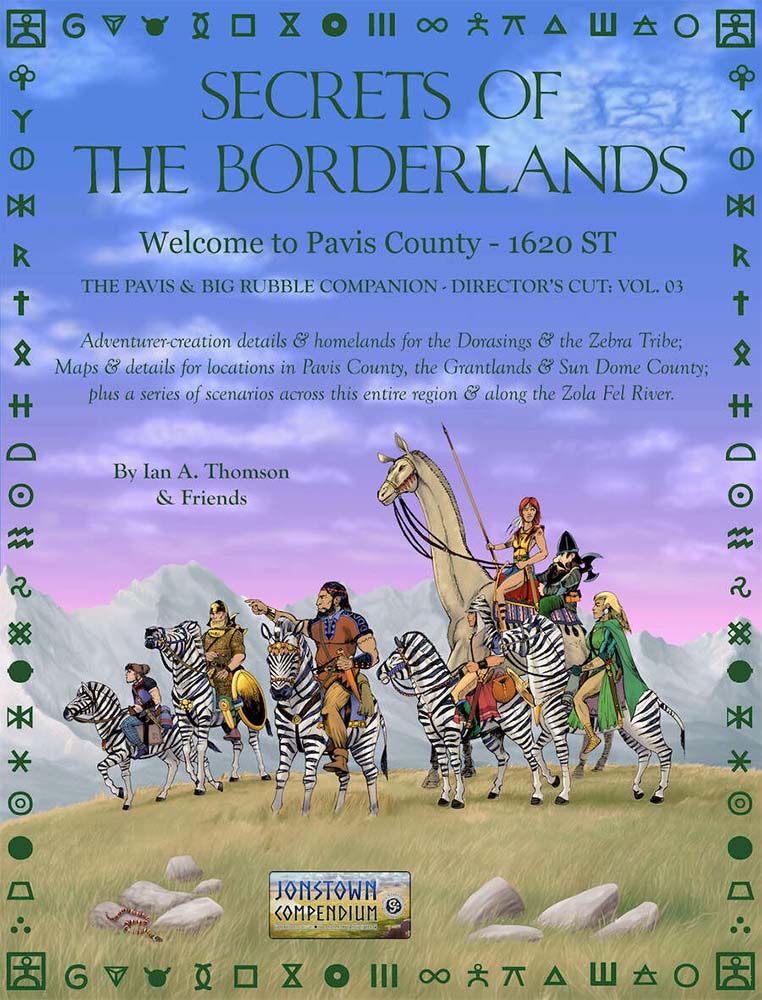 SECRETS OF
THE BORDERLANDS
Welcome to Pavis County - 1620 ST
THE PAVIS & BIG RUBBLE COMPANION - DIRECTOR'S CUT: VOL. 03
Adventurer-creation details & homelands for the Dorasings & the Zebra Tribe;
Maps & details for locations in Pavis County, the Grantlands & Sun Dome County;
plus a series of scenarios across this entire region & along the Zola Fel River.
By Ian A. Thomson
& Friends
JONSTOWN
COMPENDIUM